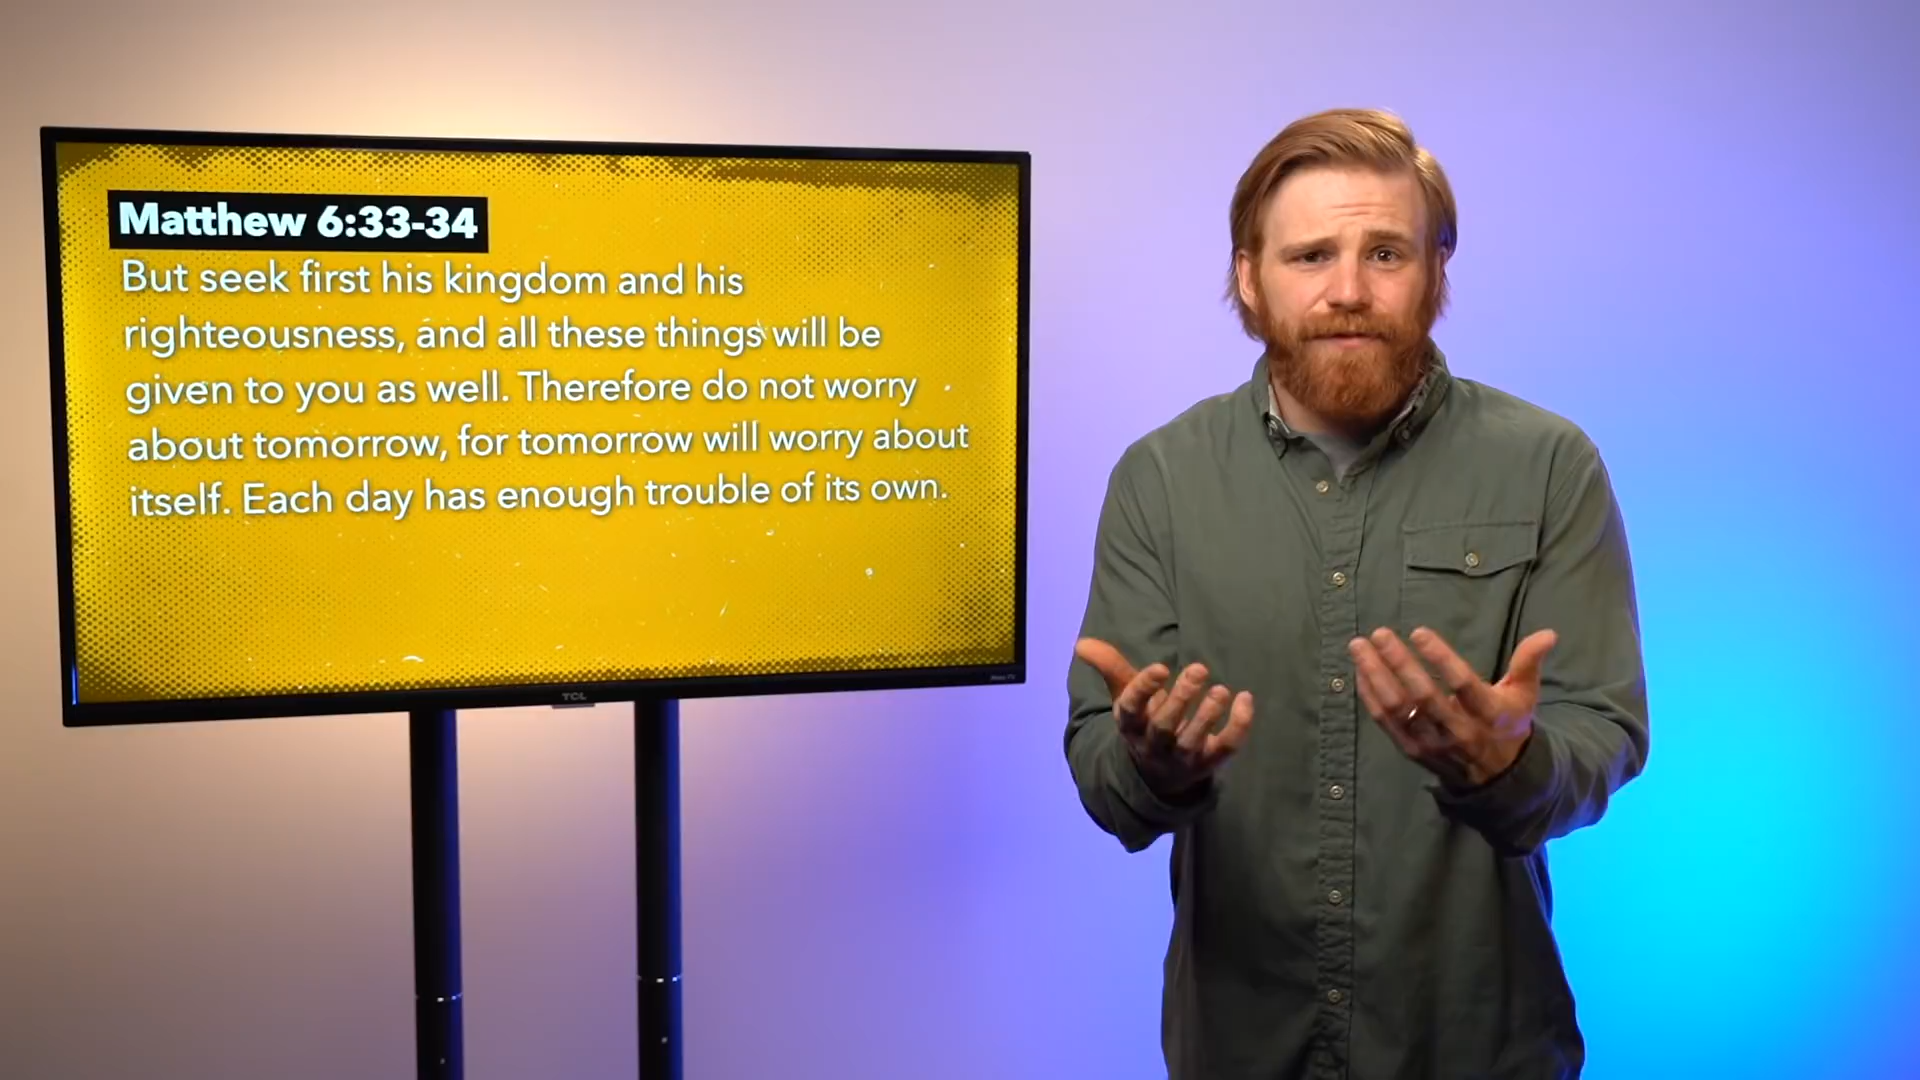 Matthew 6:33-34
But seek first his kingdom and his
righteousness, and all these things will be
given to you as well. Therefore do not worry
about tomorrow, for tomorrow will worry about
itself. Each day has enough trouble of its own.
TCL